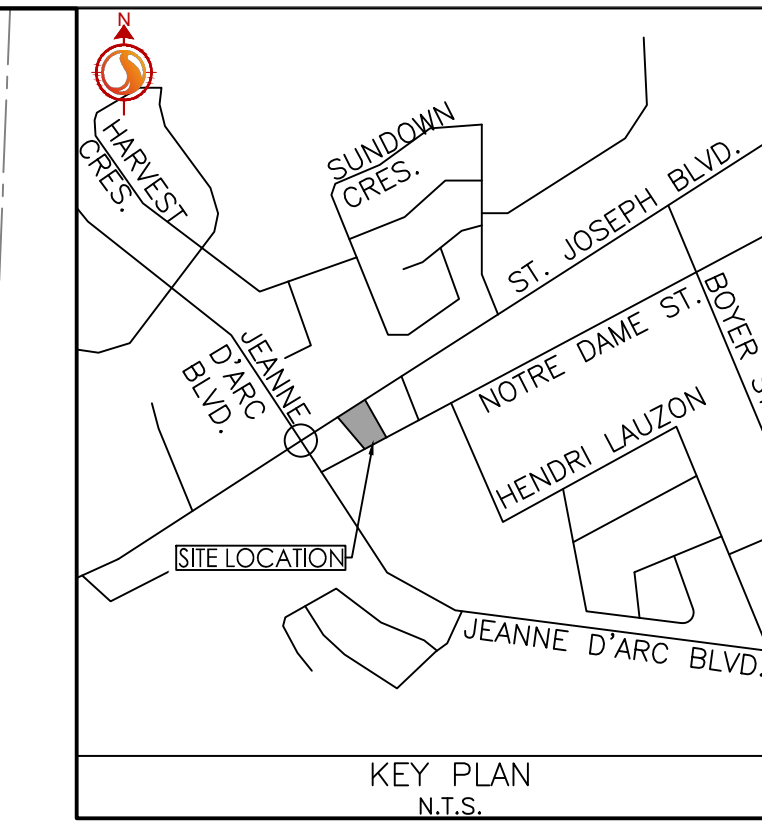 N
HARVEST
CRES.
SUNDOWN
CRES.
ST. JOSEPH BLVD.
NOTRE DAME ST.
BOYER
JEANNE
D'ARC
BLVD.
HENDRI LAUZON
SITE LOCATION
JEANNE D'ARC BLVD.
KEY PLAN
N.T.S.